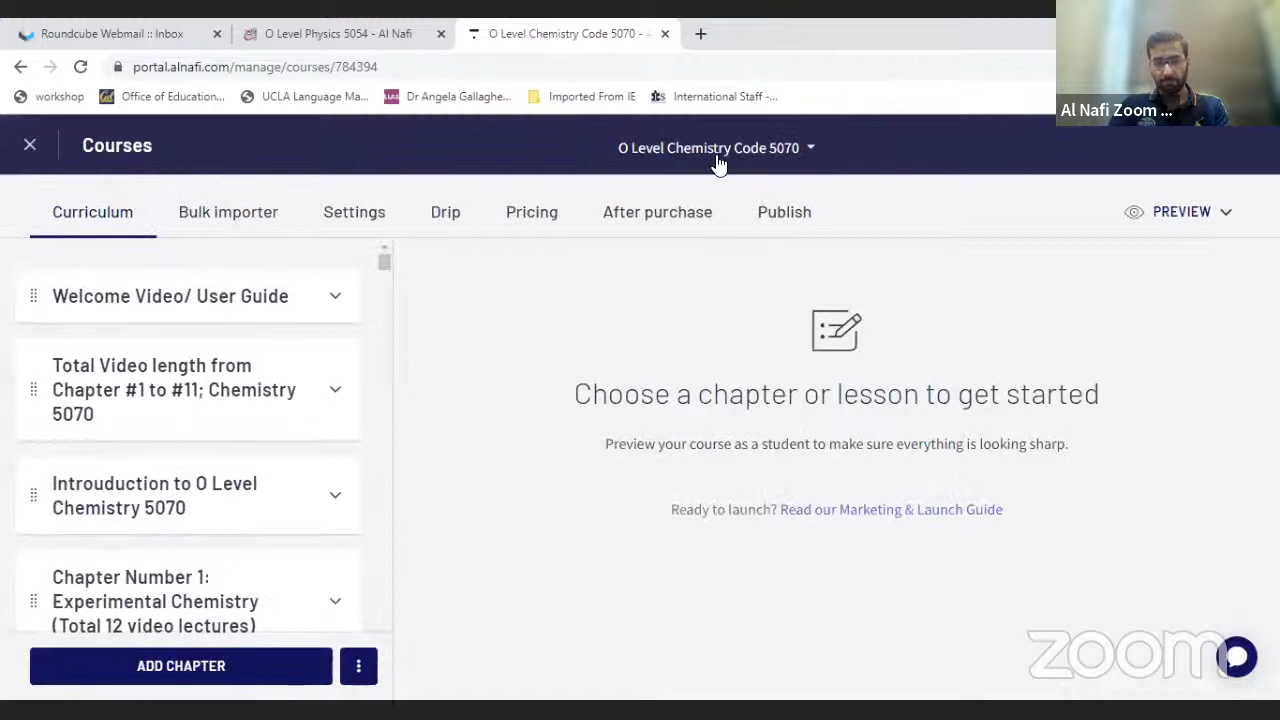 Roundcube Webmail :: Inbox
O Level Physics 5054 - Al Nafi
O Level Chemistry Code 5070 -
portal.alnafi.com/manage/courses/784394
workshop
Office of Education...
UCLA Language Ma...
Dr Angela Gallaghe...
Imported From IE
International Staff -...
Al Nafi Zoom ...
Courses
O Level Chemistry Code 5070
Curriculum
Bulk importer
Settings
Drip
Pricing
After purchase
Publish
PREVIEW
Welcome Video/ User Guide
Total Video length from
Chapter #1 to #11; Chemistry
5070
Introuduction to O Level
Chemistry 5070
Chapter Number 1:
Experimental Chemistry
(Total 12 video lectures)
ADD CHAPTER
Choose a chapter or lesson to get started
Preview your course as a student to make sure everything is looking sharp.
Ready to launch? Read our Marketing & Launch Guide
zoom